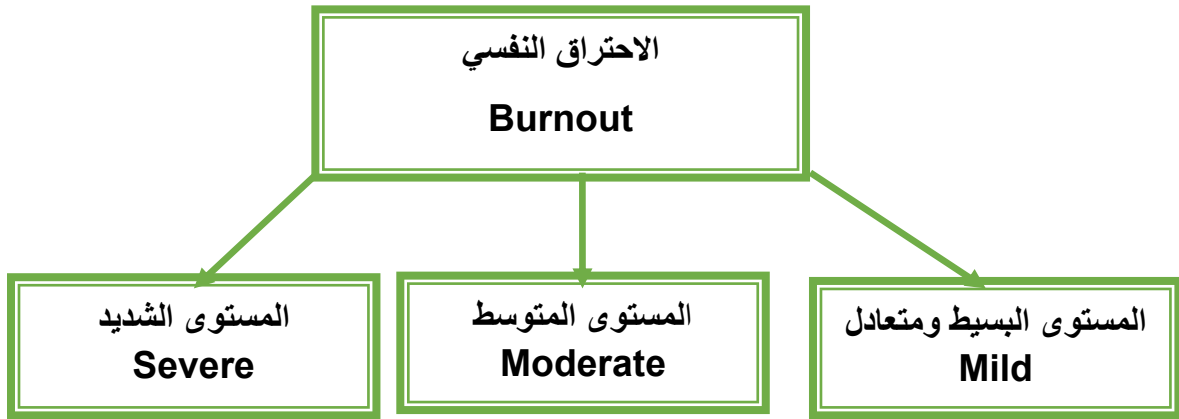 الاحتراق النفسي
Burnout
المستوى البسيط ومتعادل
Mild
المستوى المتوسط
Moderate
المستوى الشديد
Severe